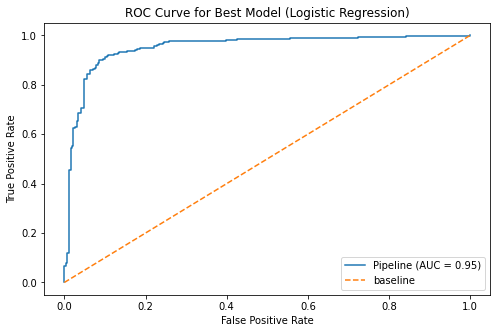 ROC Curve for Best Model (Logistic Regression)
True Positive Rate
1.0
0.8
0.6
0.4
0.2
0.0
Pipeline (AUC = 0.95)
baseline
0.0 0.2 0.4 0.6 0.8 1.0
False Positive Rate